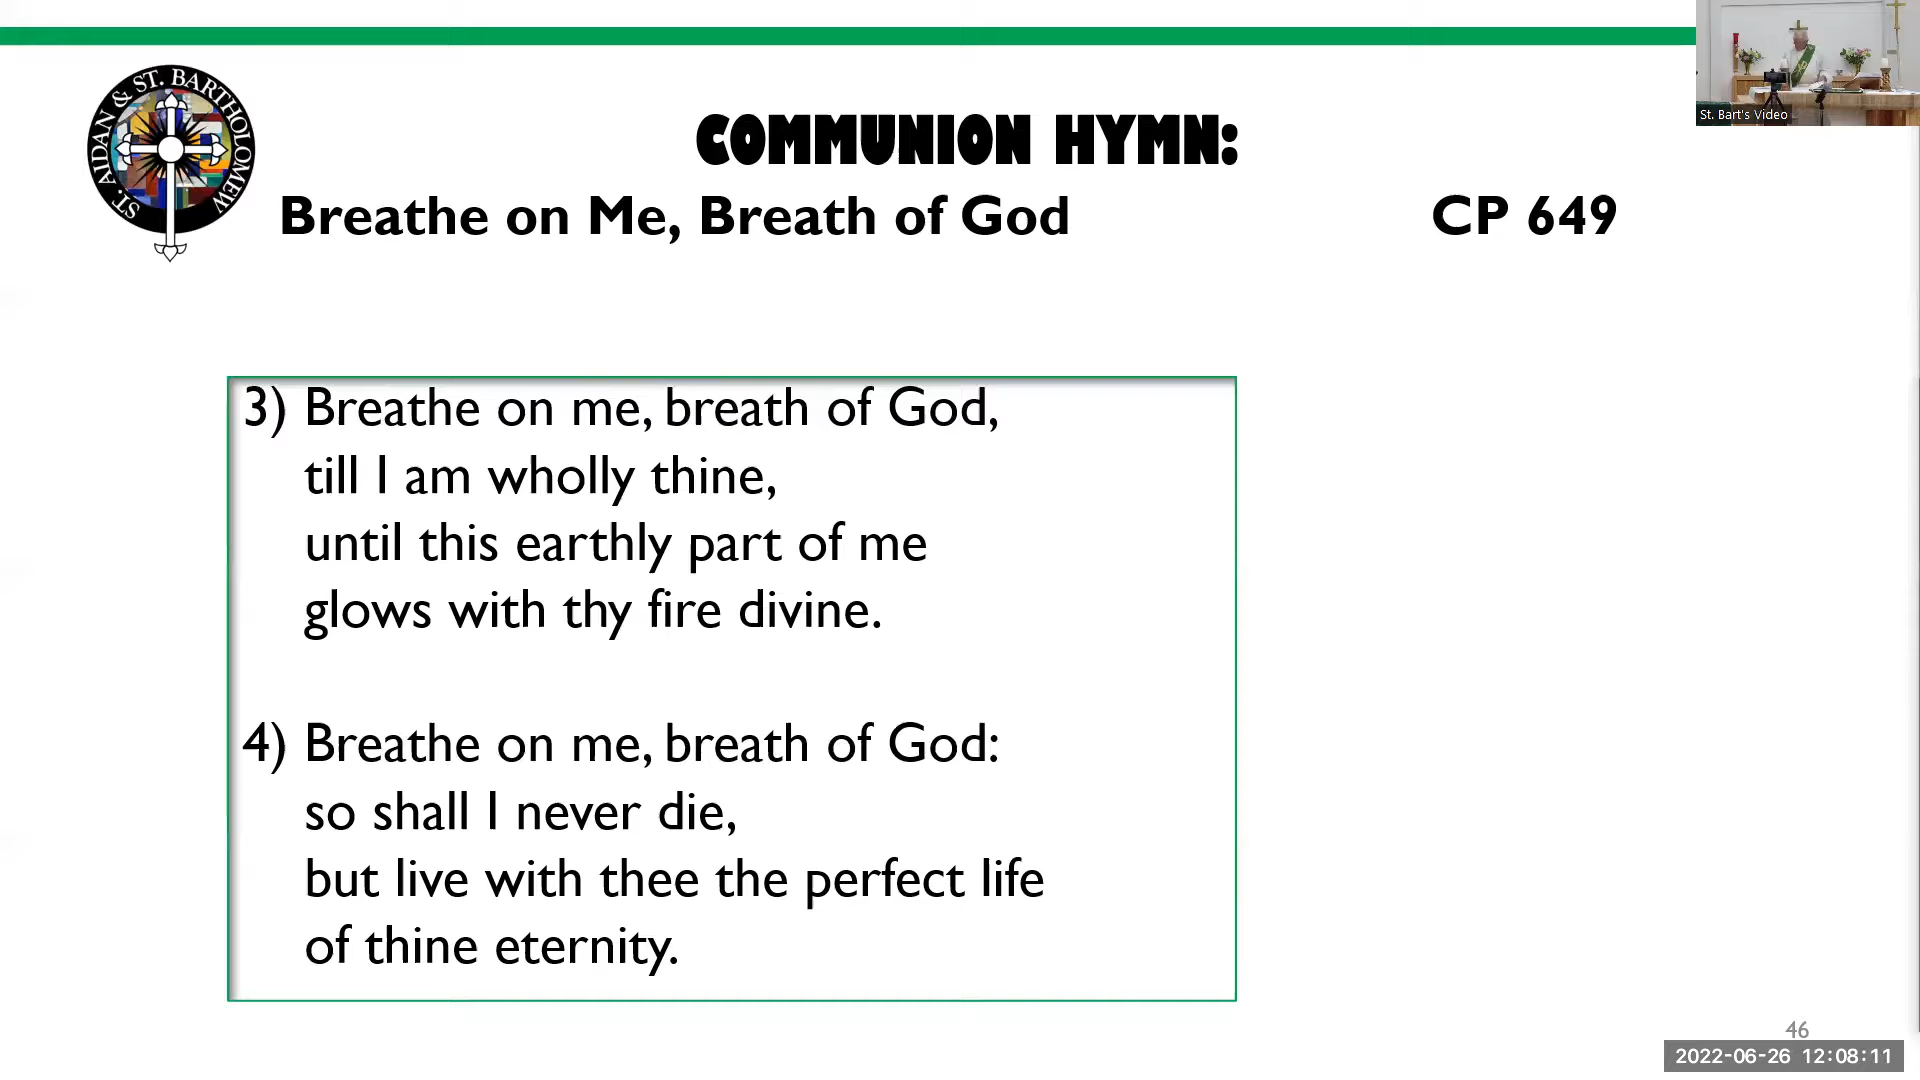 St. Bart's Video
ST. AIDAN & ST. BARTHOLOMEW
COMMUNION HYMN:
Breathe on Me, Breath of God CP 649
3) Breathe on me, breath of God,
till I am wholly thine,
until this earthly part of me
glows with thy fire divine.
4) Breathe on me, breath of God:
so shall I never die,
but live with thee the perfect life
of thine eternity.
46
2022-06-26 12:08:11